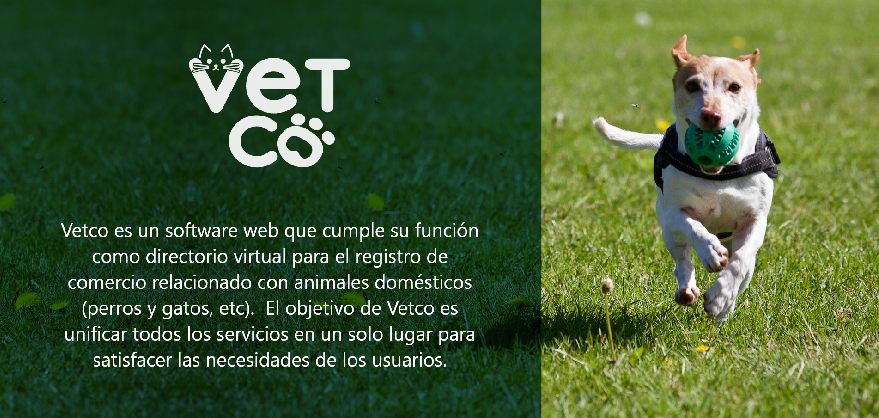 Vet
Co
Vetco es un software web que cumple su función
como directorio virtual para el registro de
comercio relacionado con animales domésticos
(perros y gatos, etc).  El objetivo de Vetco es
unificar todos los servicios en un solo lugar para
satisfacer las necesidades de los usuarios.